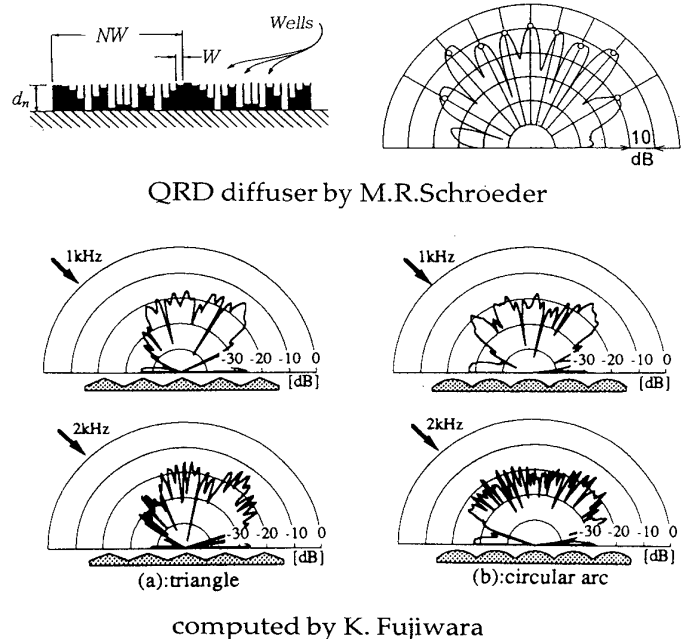 NW
W
Wells
dn
10
dB
QRD diffuser by M.R.Schroeder
1kHz
-30 -20 -10 0
[dB]
1kHz
-30 -20 -10 0
[dB]
2kHz
-30 -20 -10 0
[dB]
(a):triangle
2kHz
-30 -20 -10 0
[dB]
(b):circular arc
computed by K. Fujiwara